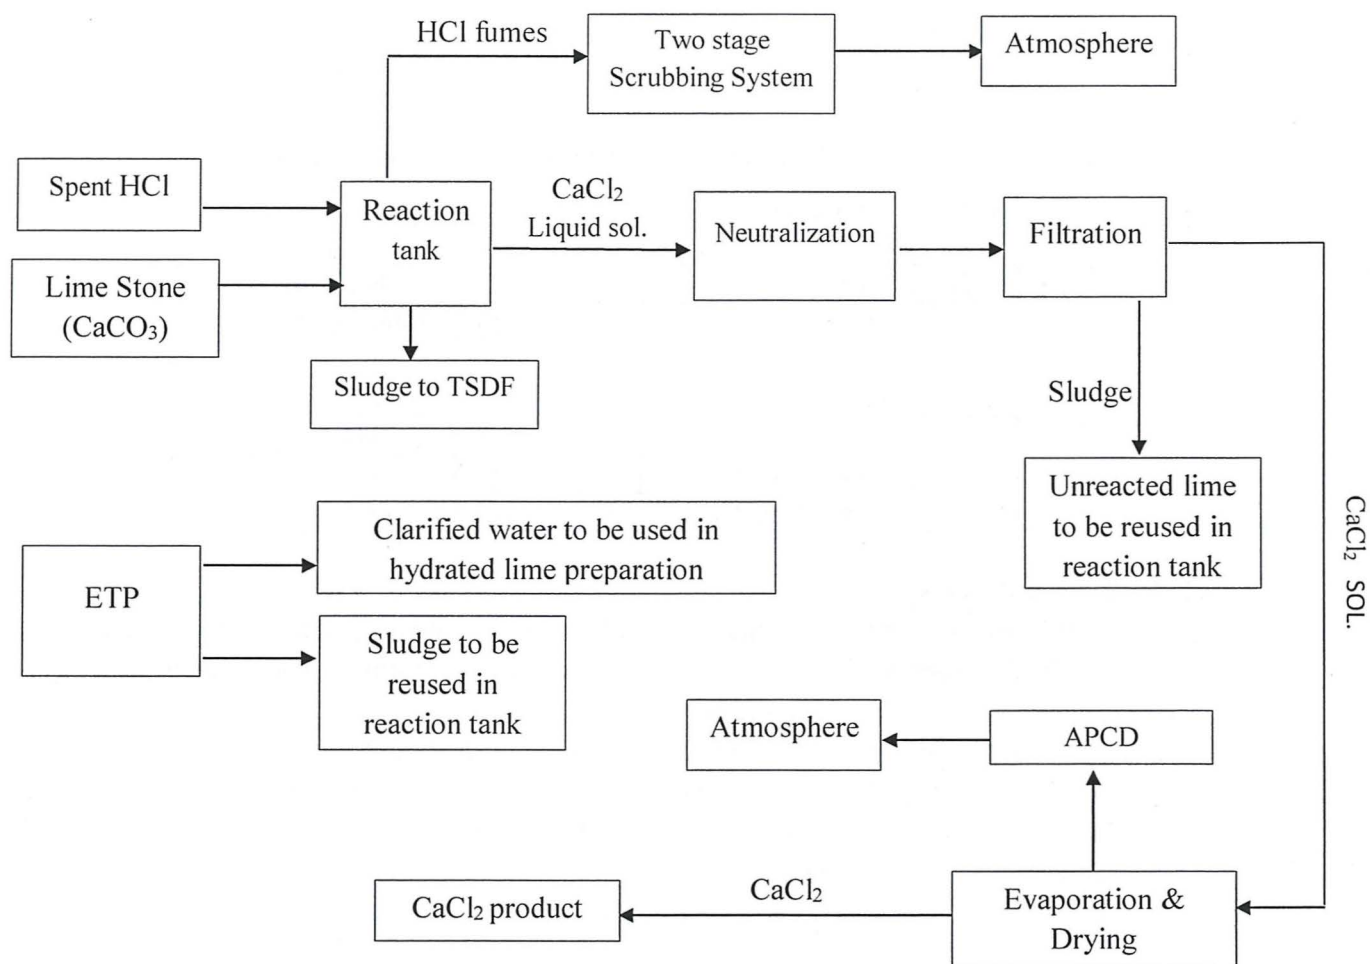 HCl fumes
Two stage
Scrubbing System
Atmosphere
Spent HCl
Reaction
tank
CaCl₂
Liquid sol.
Neutralization
Filtration
Lime Stone
(CaCO₃)
Sludge to TSDF
Sludge
Unreacted lime
to be reused in
reaction tank
CaCl₂ SOL.
ETP
Clarified water to be used in
hydrated lime preparation
Sludge to be
reused in
reaction tank
Atmosphere
APCD
CaCl₂ product
CaCl₂
Evaporation &
Drying